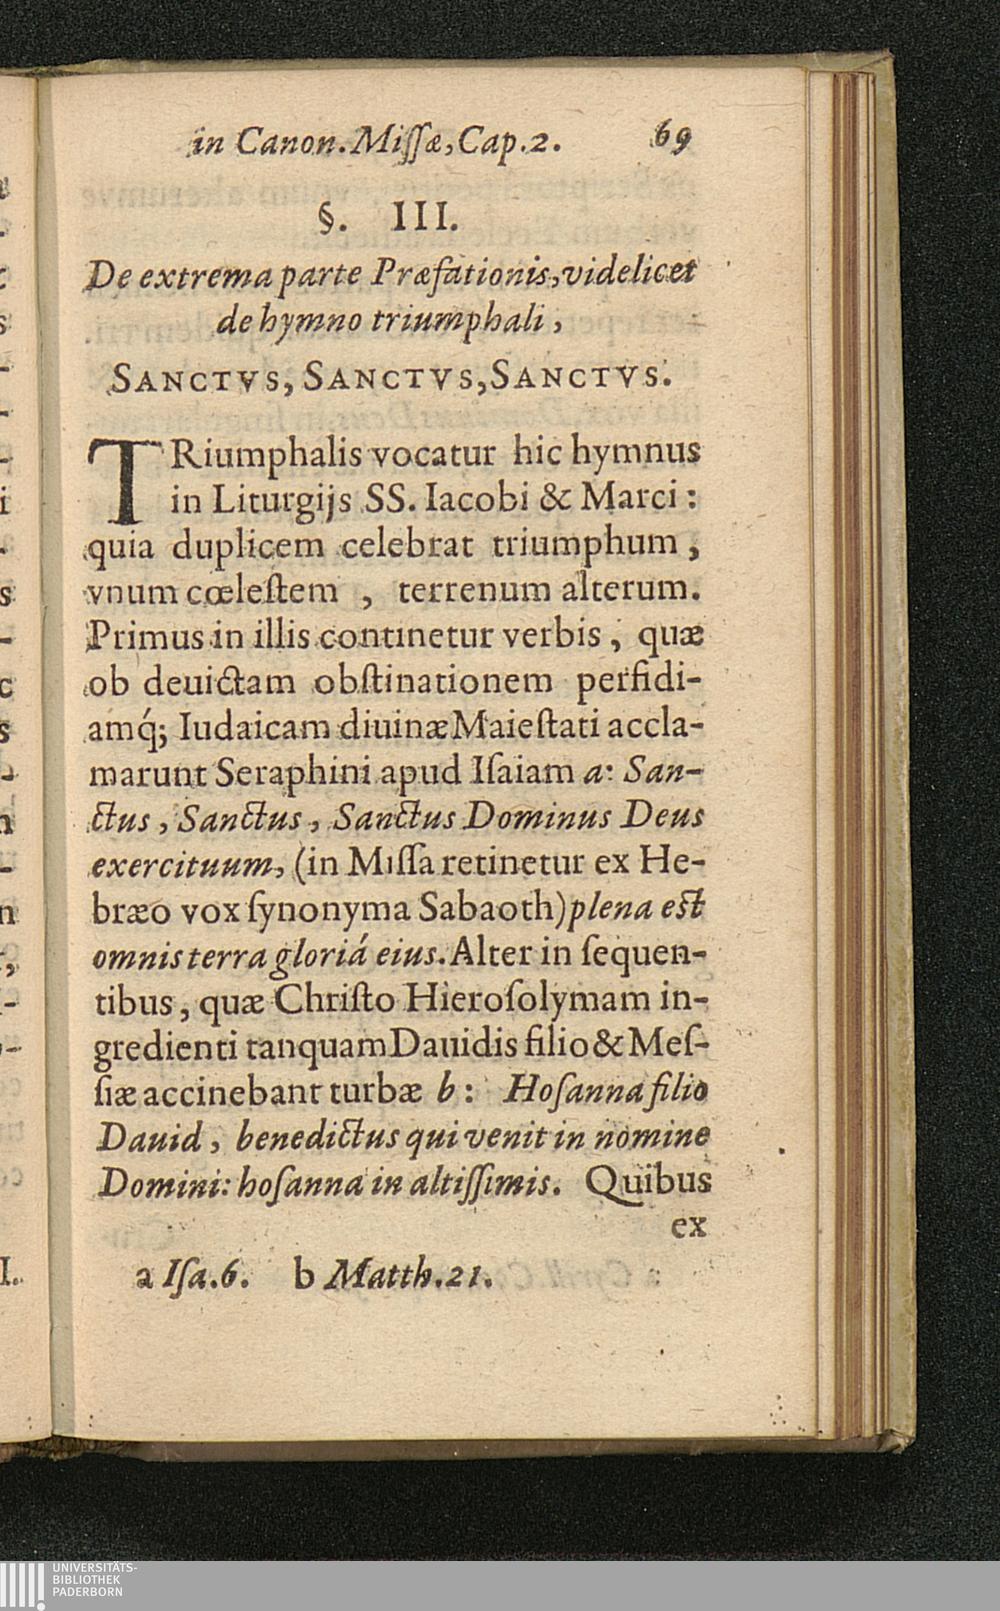 in Canon. Miſſæ, Cap. 2. 69
§. III.
De extrema parte Præfationis, videlicet
de hymno triumphali,
SANCTVS, SANCTVS, SANCTVS.
TRiumphalis vocatur hic hymnus
in Liturgijs SS. Iacobi & Marci:
quia duplicem celebrat triumphum,
vnum cœleſtem, terrenum alterum.
Primus in illis continetur verbis, quæ
ob deuictam obſtinationem perfidi-
amq́; Iudaicam diuinæ Maieſtati accla-
marunt Seraphini apud Iſaiam a: San-
ctus, Sanctus, Sanctus Dominus Deus
exercituum, (in Miſſa retinetur ex He-
bræo vox ſynonyma Sabaoth) plena eſt
omnis terra gloriá eius. Alter in ſequen-
tibus, quæ Chriſto Hieroſolymam in-
gredienti tanquam Dauidis filio & Meſ-
ſiæ accinebant turbæ b: Hoſanna filio
Dauid, benedictus qui venit in nomine
Domini: hoſanna in altiſſimis. Quibus
ex
a Iſa. 6. b Matth. 21.
UNIVERSITÄTS-
BIBLIOTHEK
PADERBORN